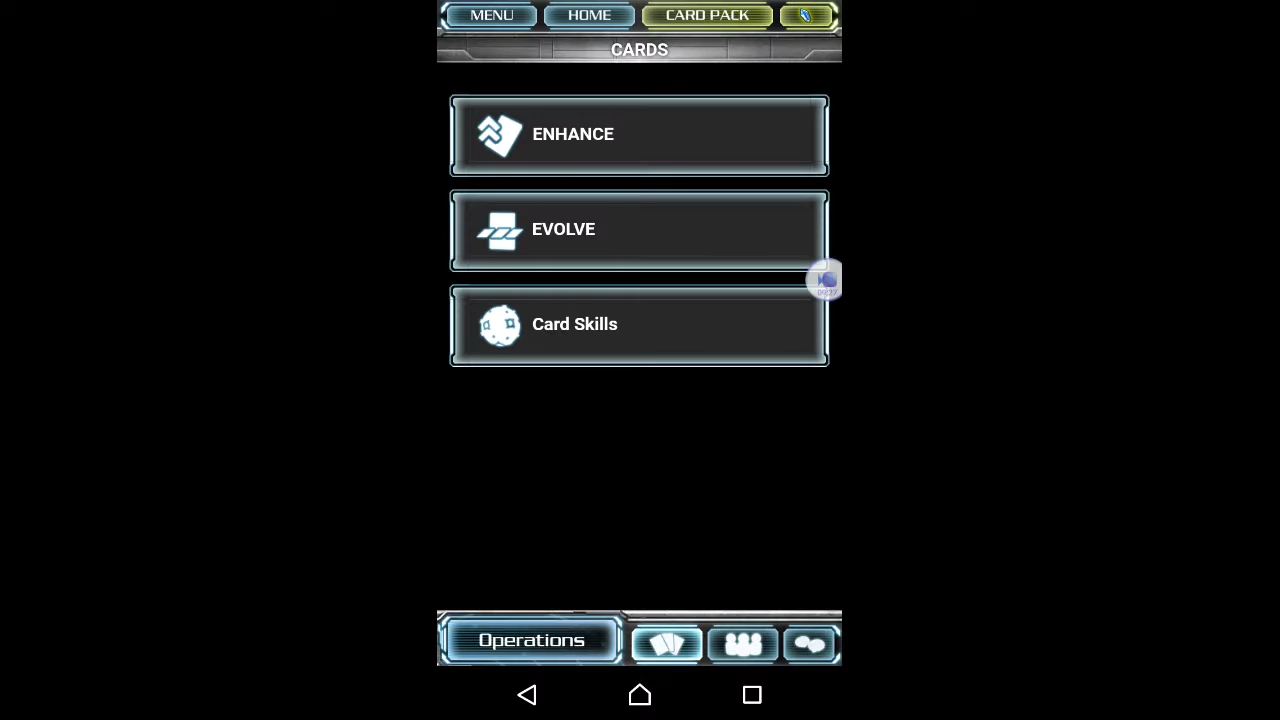 MENU HOME CARD PACK
CARDS
ENHANCE
EVOLVE
Card Skills
Operations